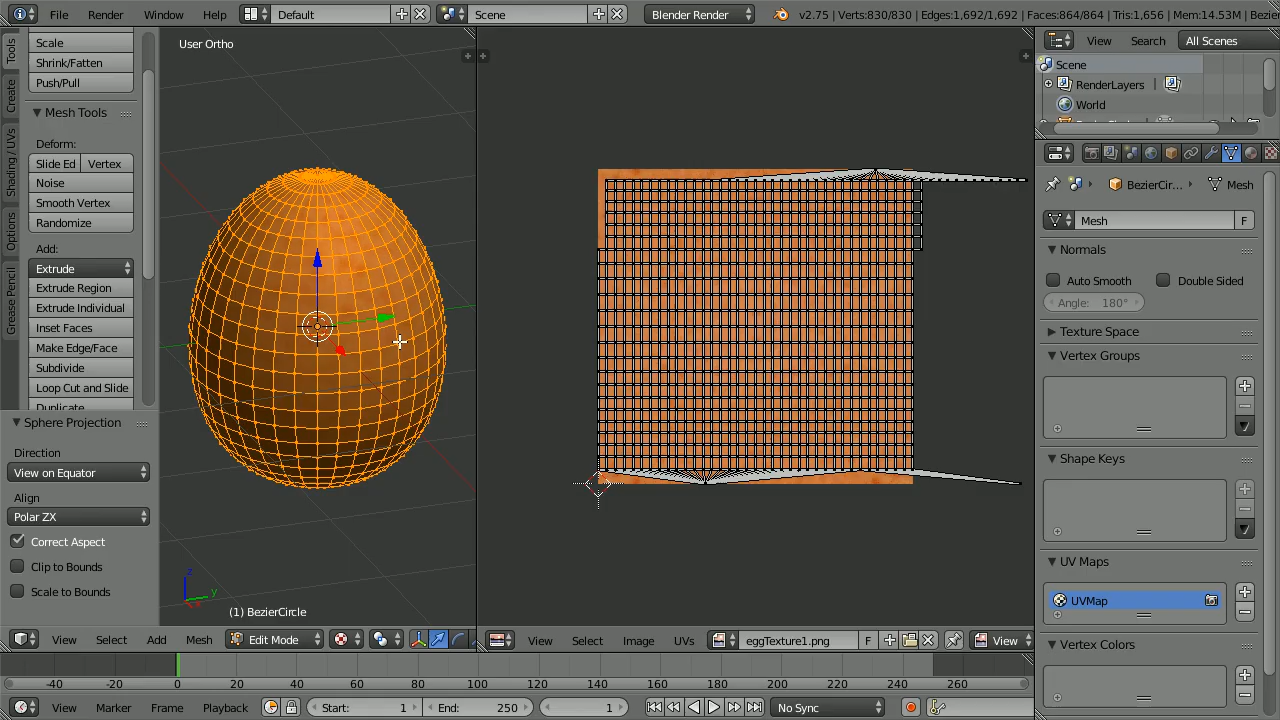 File Render Window Help Default Scene Blender Render v2.75 | Verts:830/830 | Edges:1,692/1,692 | Faces:864/864 | Tris:1,656 | Mem:14.53M | Bezier
View Search All Scenes
Scene
RenderLayers
World
BezierCir... Mesh
Mesh F
Normals
Auto Smooth Double Sided
Angle: 180°
Texture Space
Vertex Groups
Shape Keys
UV Maps
UVMap
Vertex Colors
Tools
Create
Shading / UVs
Options
Grease Pencil
Scale
Shrink/Fatten
Push/Pull
Mesh Tools
Deform:
Slide Ed Vertex
Noise
Smooth Vertex
Randomize
Add:
Extrude
Extrude Region
Extrude Individual
Inset Faces
Make Edge/Face
Subdivide
Loop Cut and Slide
Duplicate
Sphere Projection
Direction
View on Equator
Align
Polar ZX
Correct Aspect
Clip to Bounds
Scale to Bounds
User Ortho
z
y
x
(1) BezierCircle
View Select Add Mesh Edit Mode
View Select Image UVs eggTexture1.png F View
-40 -20 0 20 40 60 80 100 120 140 160 180 200 220 240 260
View Marker Frame Playback Start: 1 End: 250 1 No Sync